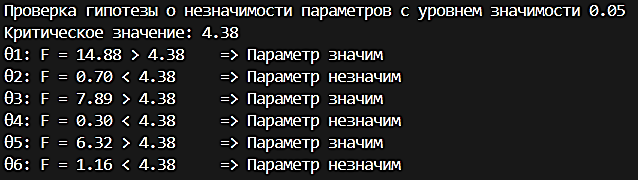 Проверка гипотезы о незначимости параметров с уровнем значимости 0.05
Критическое значение: 4.38
θ1: F = 14.88 > 4.38    => Параметр значим
θ2: F = 0.70 < 4.38     => Параметр незначим
θ3: F = 7.89 > 4.38     => Параметр значим
θ4: F = 0.30 < 4.38     => Параметр незначим
θ5: F = 6.32 > 4.38     => Параметр значим
θ6: F = 1.16 < 4.38     => Параметр незначим